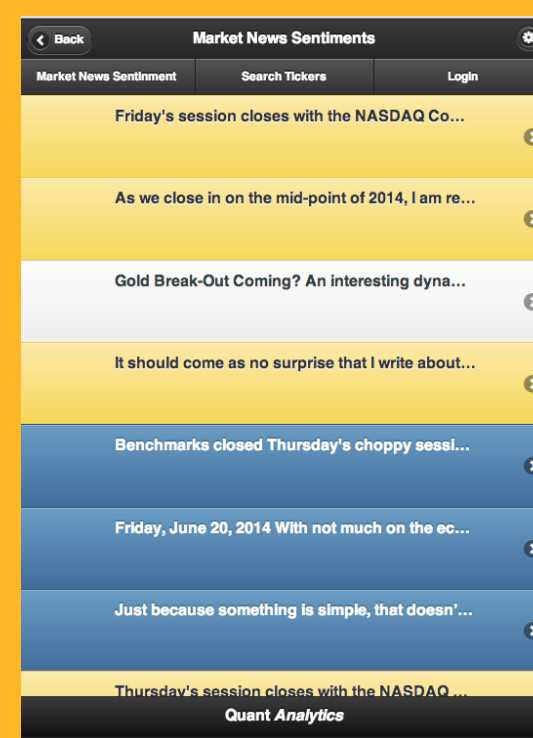 Back
Market News Sentiments
Market News Sentinment
Search Tickers
Login
Friday's session closes with the NASDAQ Co...
As we close in on the mid-point of 2014, I am re...
Gold Break-Out Coming? An interesting dyna...
It should come as no surprise that I write about...
Benchmarks closed Thursday's choppy sessi...
Friday, June 20, 2014 With not much on the ec...
Just because something is simple, that doesn'...
Thursday's session closes with the NASDAQ ...
Quant Analytics